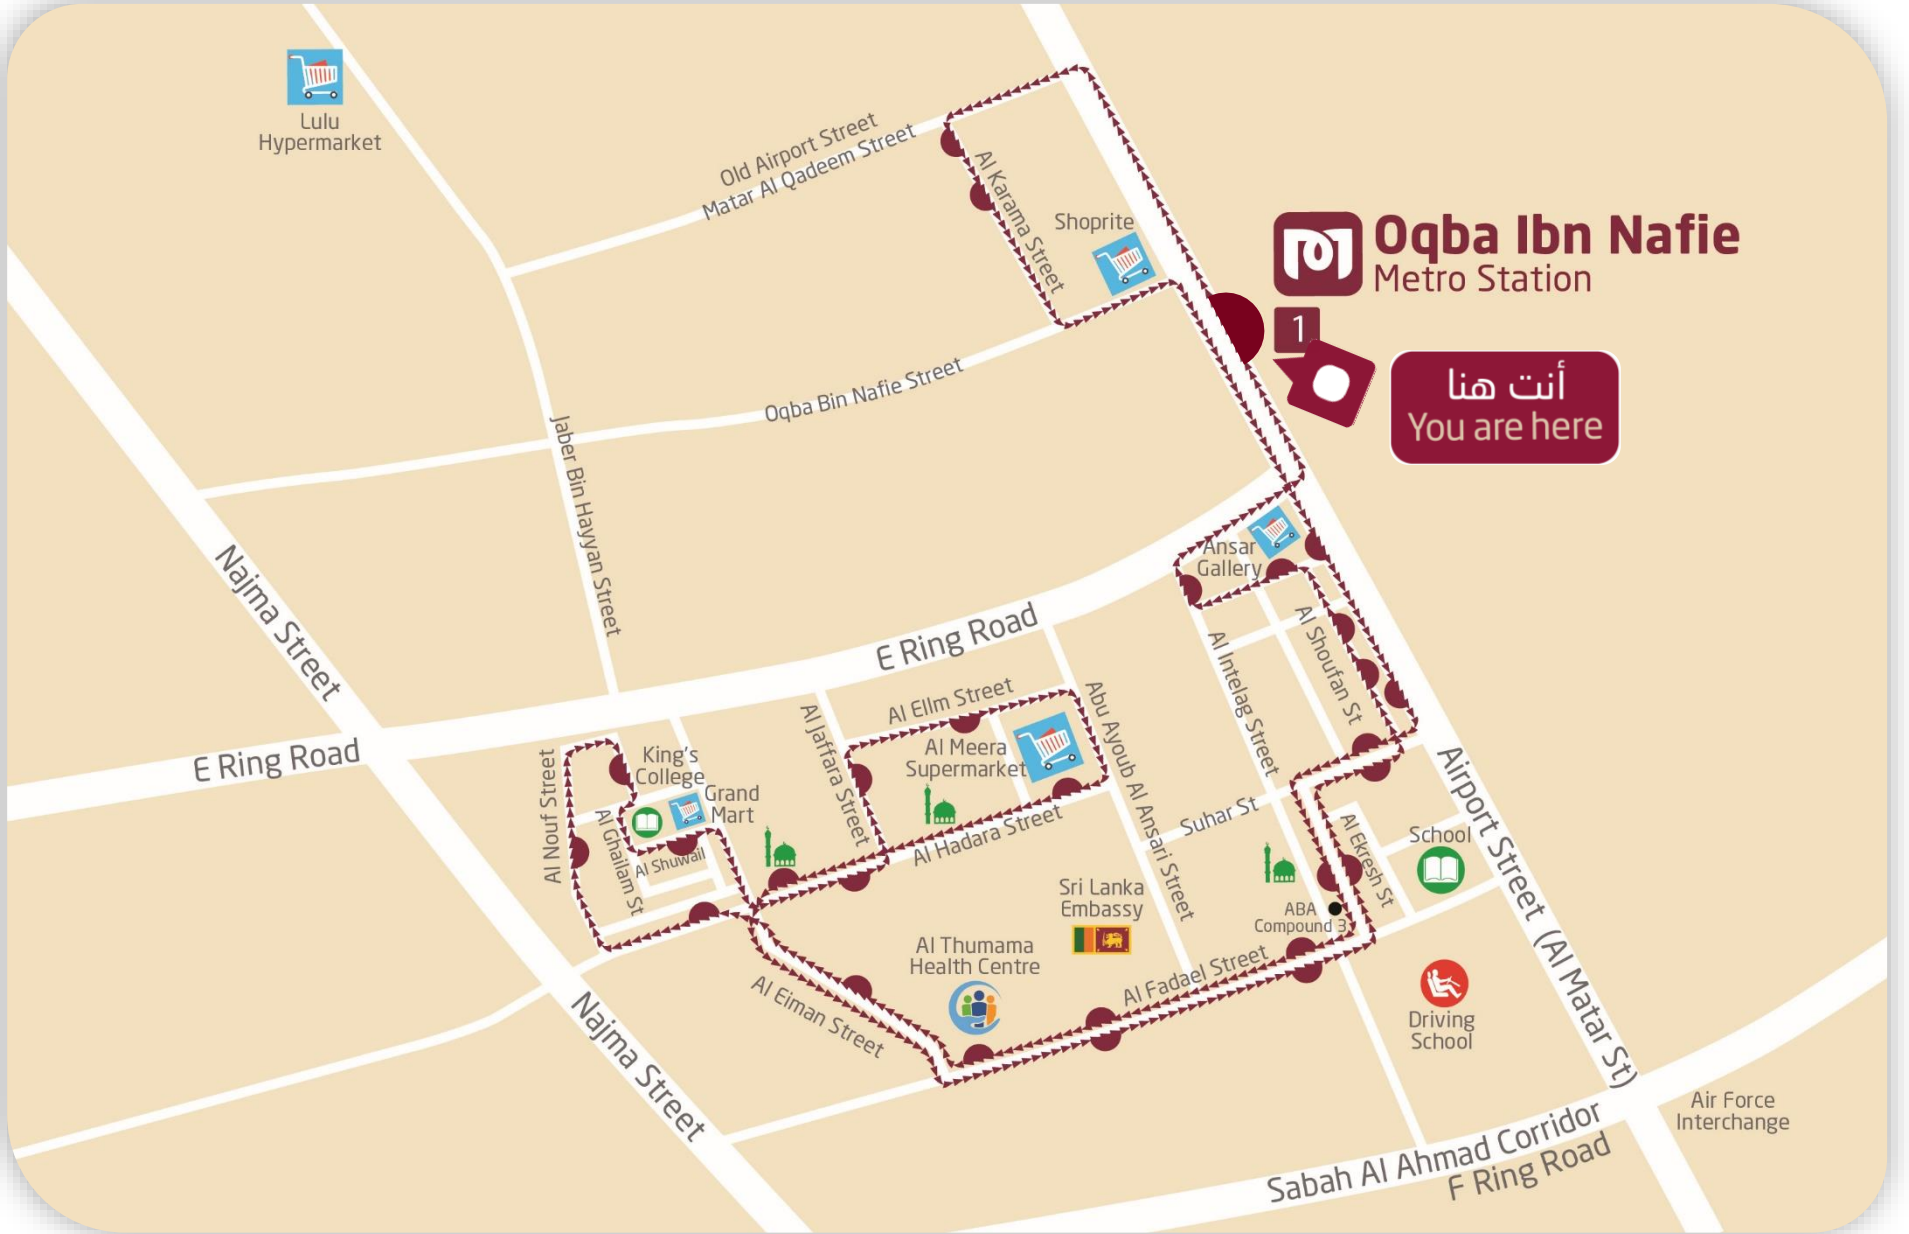 Lulu
Hypermarket
Old Airport Street
Matar Al Qadeem Street
Al Karama Street
Shoprite
Oqba Ibn Nafie
Metro Station
1
أنت هنا
You are here
Oqba Bin Nafie Street
Jaber Bin Hayyan Street
Najma Street
E Ring Road
Ansar
Gallery
Al Shoufan St
Al Intelaq Street
E Ring Road
Al Ellm Street
Abu Ayoub Al Ansari Street
Al Jaffara Street
Al Meera
Supermarket
King's
College
Grand
Mart
Al Nouf Street
Al Ghailam St
Al Shuwail
Al Hadara Street
Suhar St
Al Ekresh St
School
Airport Street (Al Matar St)
Sri Lanka
Embassy
ABA
Compound 3
Al Thumama
Health Centre
Al Fadael Street
Al Eiman Street
Driving
School
Najma Street
Air Force
Interchange
Sabah Al Ahmad Corridor
F Ring Road